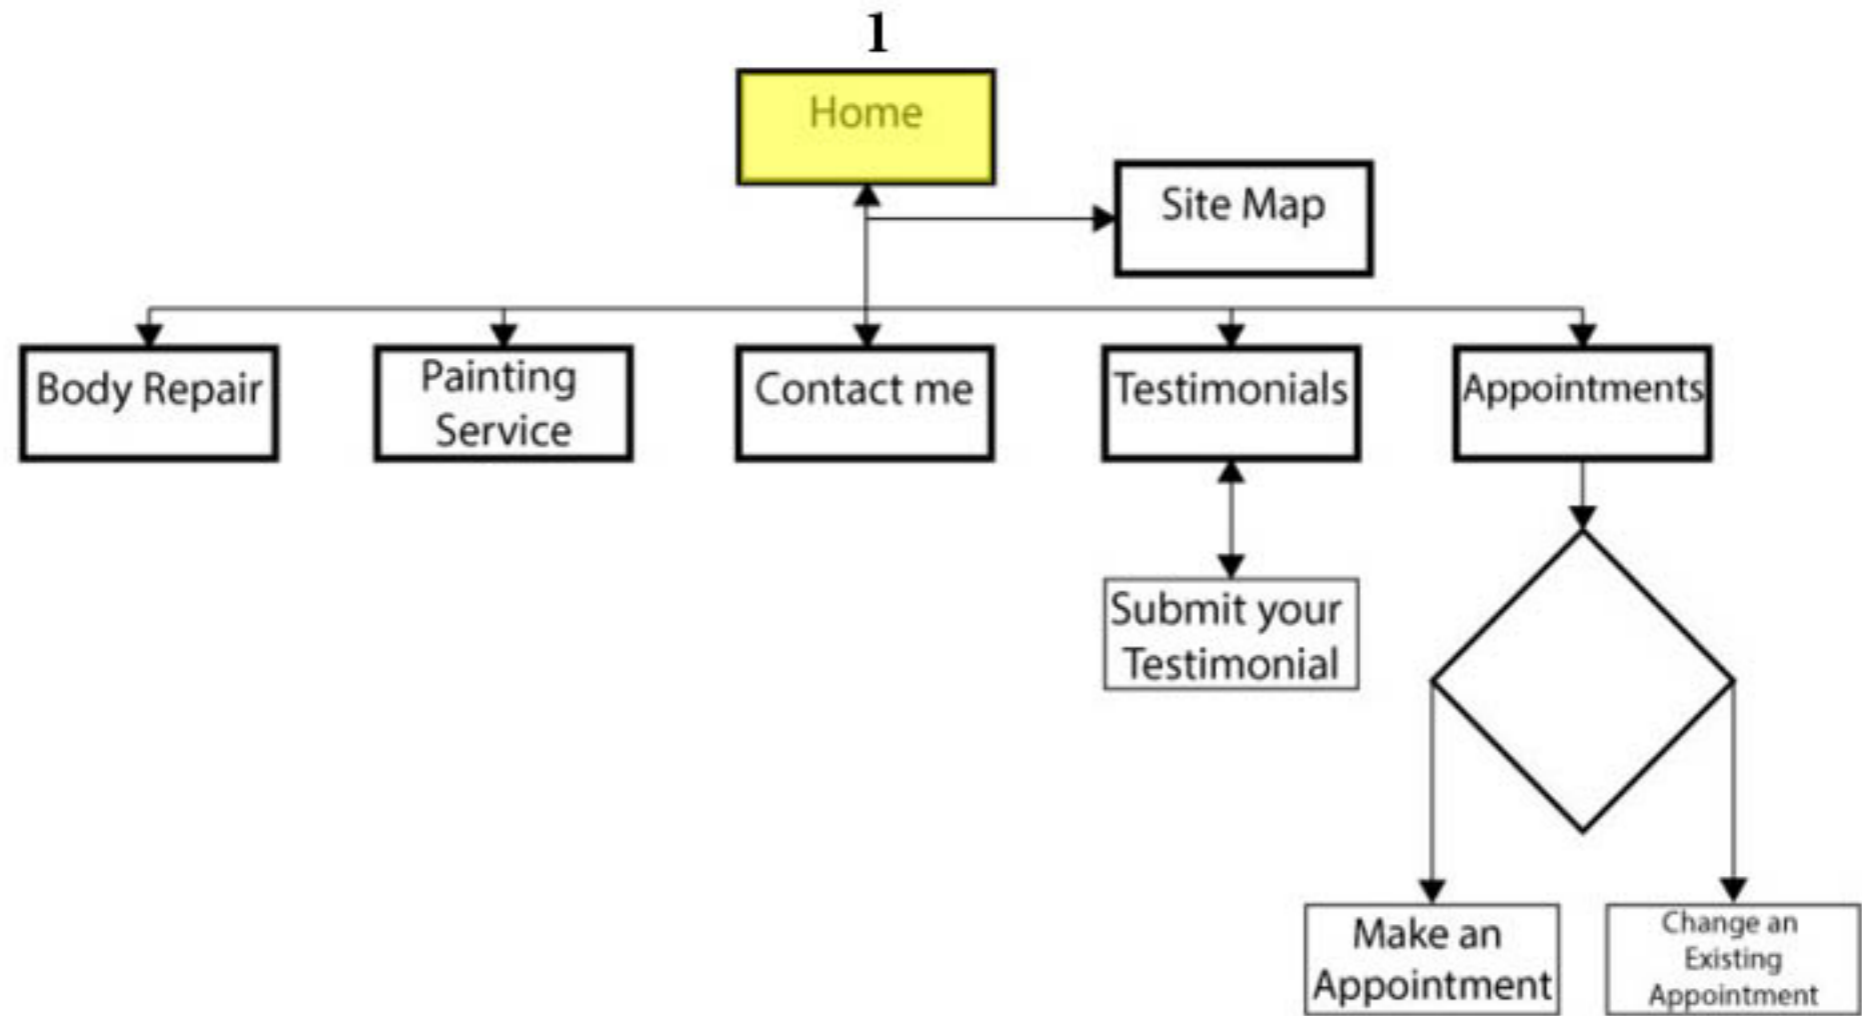 1
Home
Site Map
Body Repair
Painting
Service
Contact me
Testimonials
Appointments
Submit your
Testimonial
Make an
Appointment
Change an
Existing
Appointment